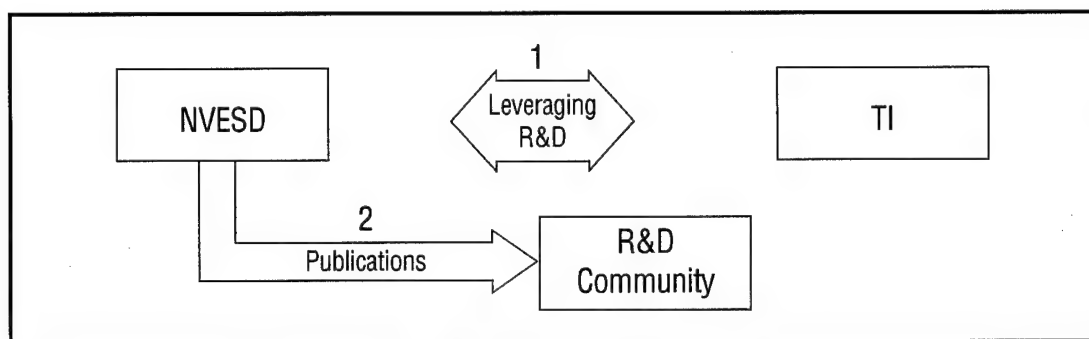 1
NVESD
Leveraging
R&D
TI
2
Publications
R&D
Community